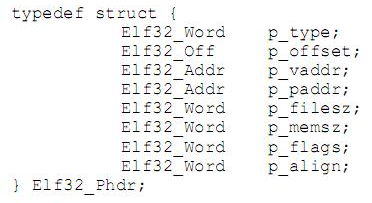 typedef struct {
Elf32_Word p_type;
Elf32_Off p_offset;
Elf32_Addr p_vaddr;
Elf32_Addr p_paddr;
Elf32_Word p_filesz;
Elf32_Word p_memsz;
Elf32_Word p_flags;
Elf32_Word p_align;
} Elf32_Phdr;